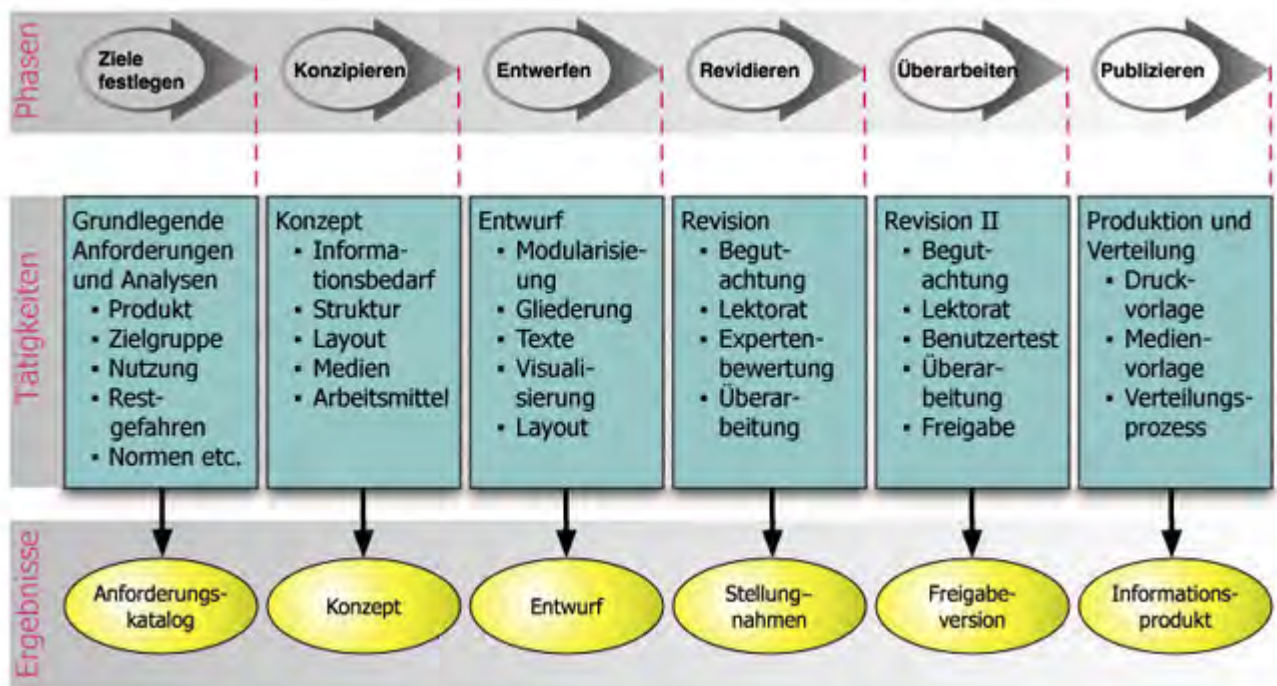 Phasen
Ziele
festlegen
Konzipieren
Entwerfen
Revidieren
Überarbeiten
Publizieren
Tätigkeiten
Grundlegende
Anforderungen
und Analysen
▪ Produkt
▪ Zielgruppe
▪ Nutzung
▪ Rest-
gefahren
▪ Normen etc.
Konzept
▪ Informa-
tionsbedarf
▪ Struktur
▪ Layout
▪ Medien
▪ Arbeitsmittel
Entwurf
▪ Modularisie-
ung
▪ Gliederung
▪ Texte
▪ Visuali-
sierung
▪ Layout
Revision
▪ Begut-
achtung
▪ Lektorat
▪ Experten-
bewertung
▪ Überar-
beitung
Revision II
▪ Begut-
achtung
▪ Lektorat
▪ Benutzertest
▪ Überar-
beitung
▪ Freigabe
Produktion und
Verteilung
▪ Druck-
vorlage
▪ Medien-
vorlage
▪ Verteilungs-
prozess
Ergebnisse
Anforderungs-
katalog
Konzept
Entwurf
Stellung-
nahmen
Freigabe-
version
Informations-
produkt